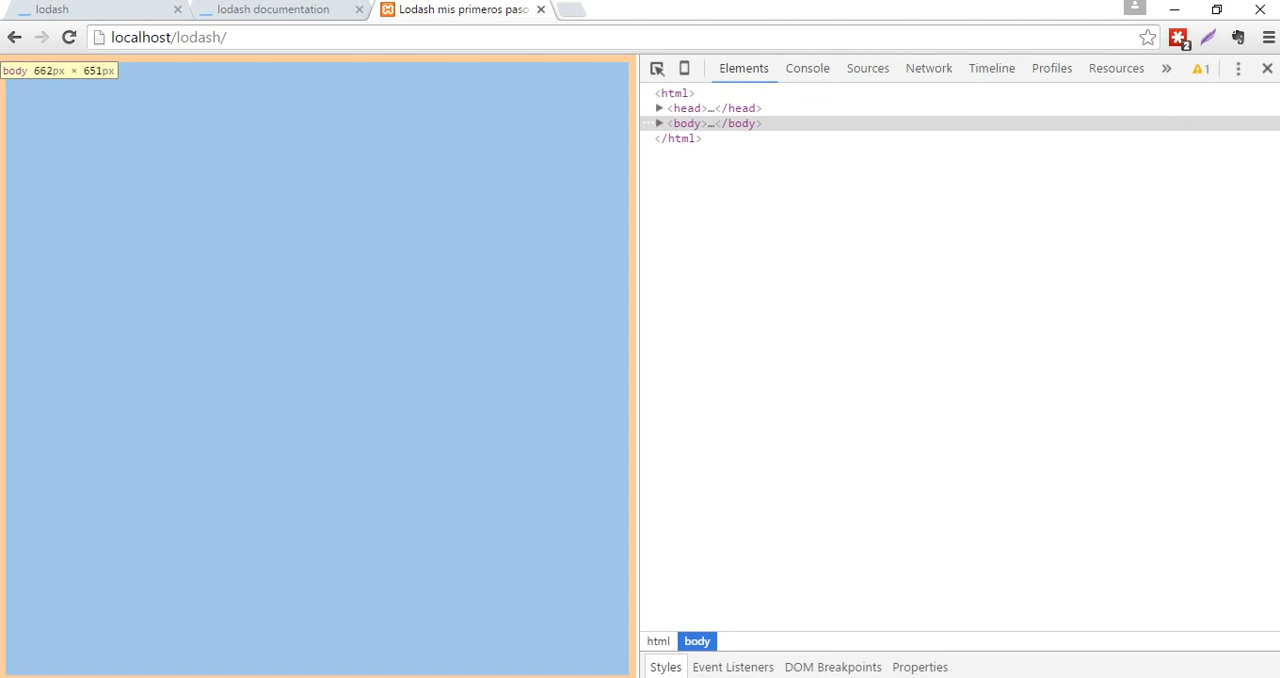 lodash
lodash documentation
Lodash mis primeros paso
localhost/lodash/
2
body 662px × 651px
Elements Console Sources Network Timeline Profiles Resources » 1
<html>
<head>…</head>
… <body>…</body>
</html>
html body
Styles Event Listeners DOM Breakpoints Properties